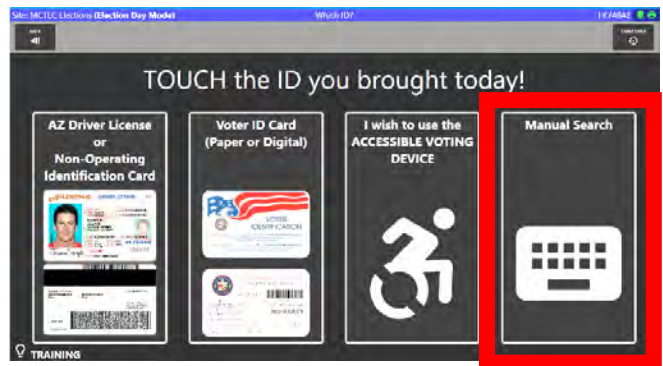 Site: MCTEC Elections (Election Day Mode)
Which ID?
BACK
TOUCH the ID you brought today!
AZ Driver License
or
Non-Operating
Identification Card
Voter ID Card
(Paper or Digital)
I wish to use the
ACCESSIBLE VOTING
DEVICE
Manual Search
VOTER
IDENTIFICATION
TRAINING